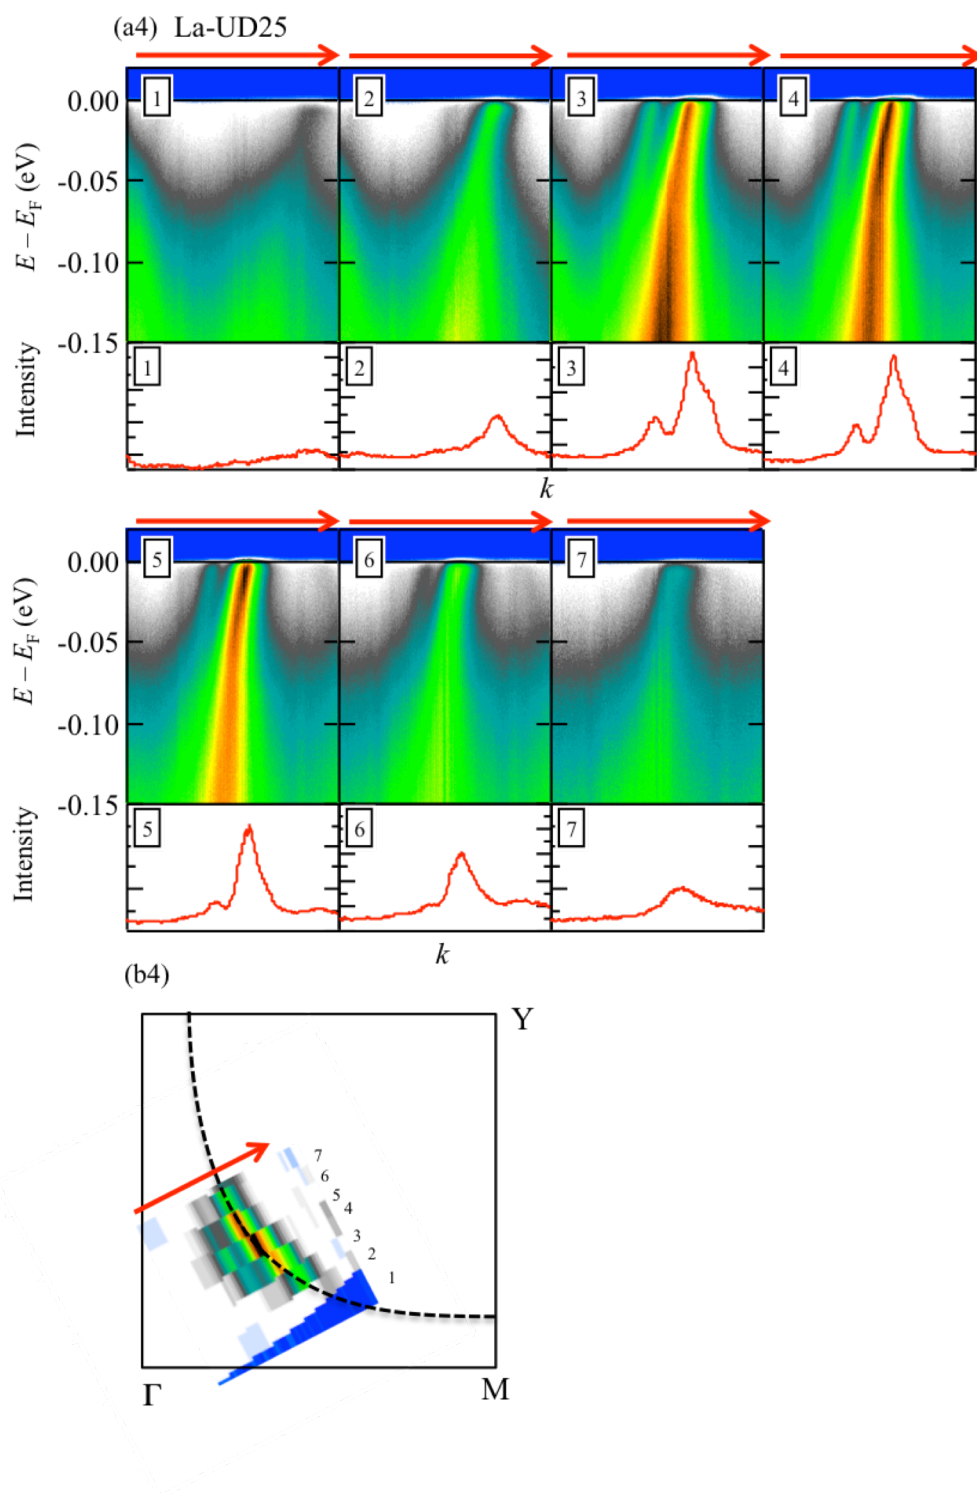 (a4) La-UD25
1 2 3 4
0.00
-0.05
-0.10
-0.15
E – E_F (eV)
1 2 3 4
Intensity
k
5 6 7
0.00
-0.05
-0.10
-0.15
E – E_F (eV)
5 6 7
Intensity
k
(b4)
Y
7
6
5
4
3
2
1
Γ M